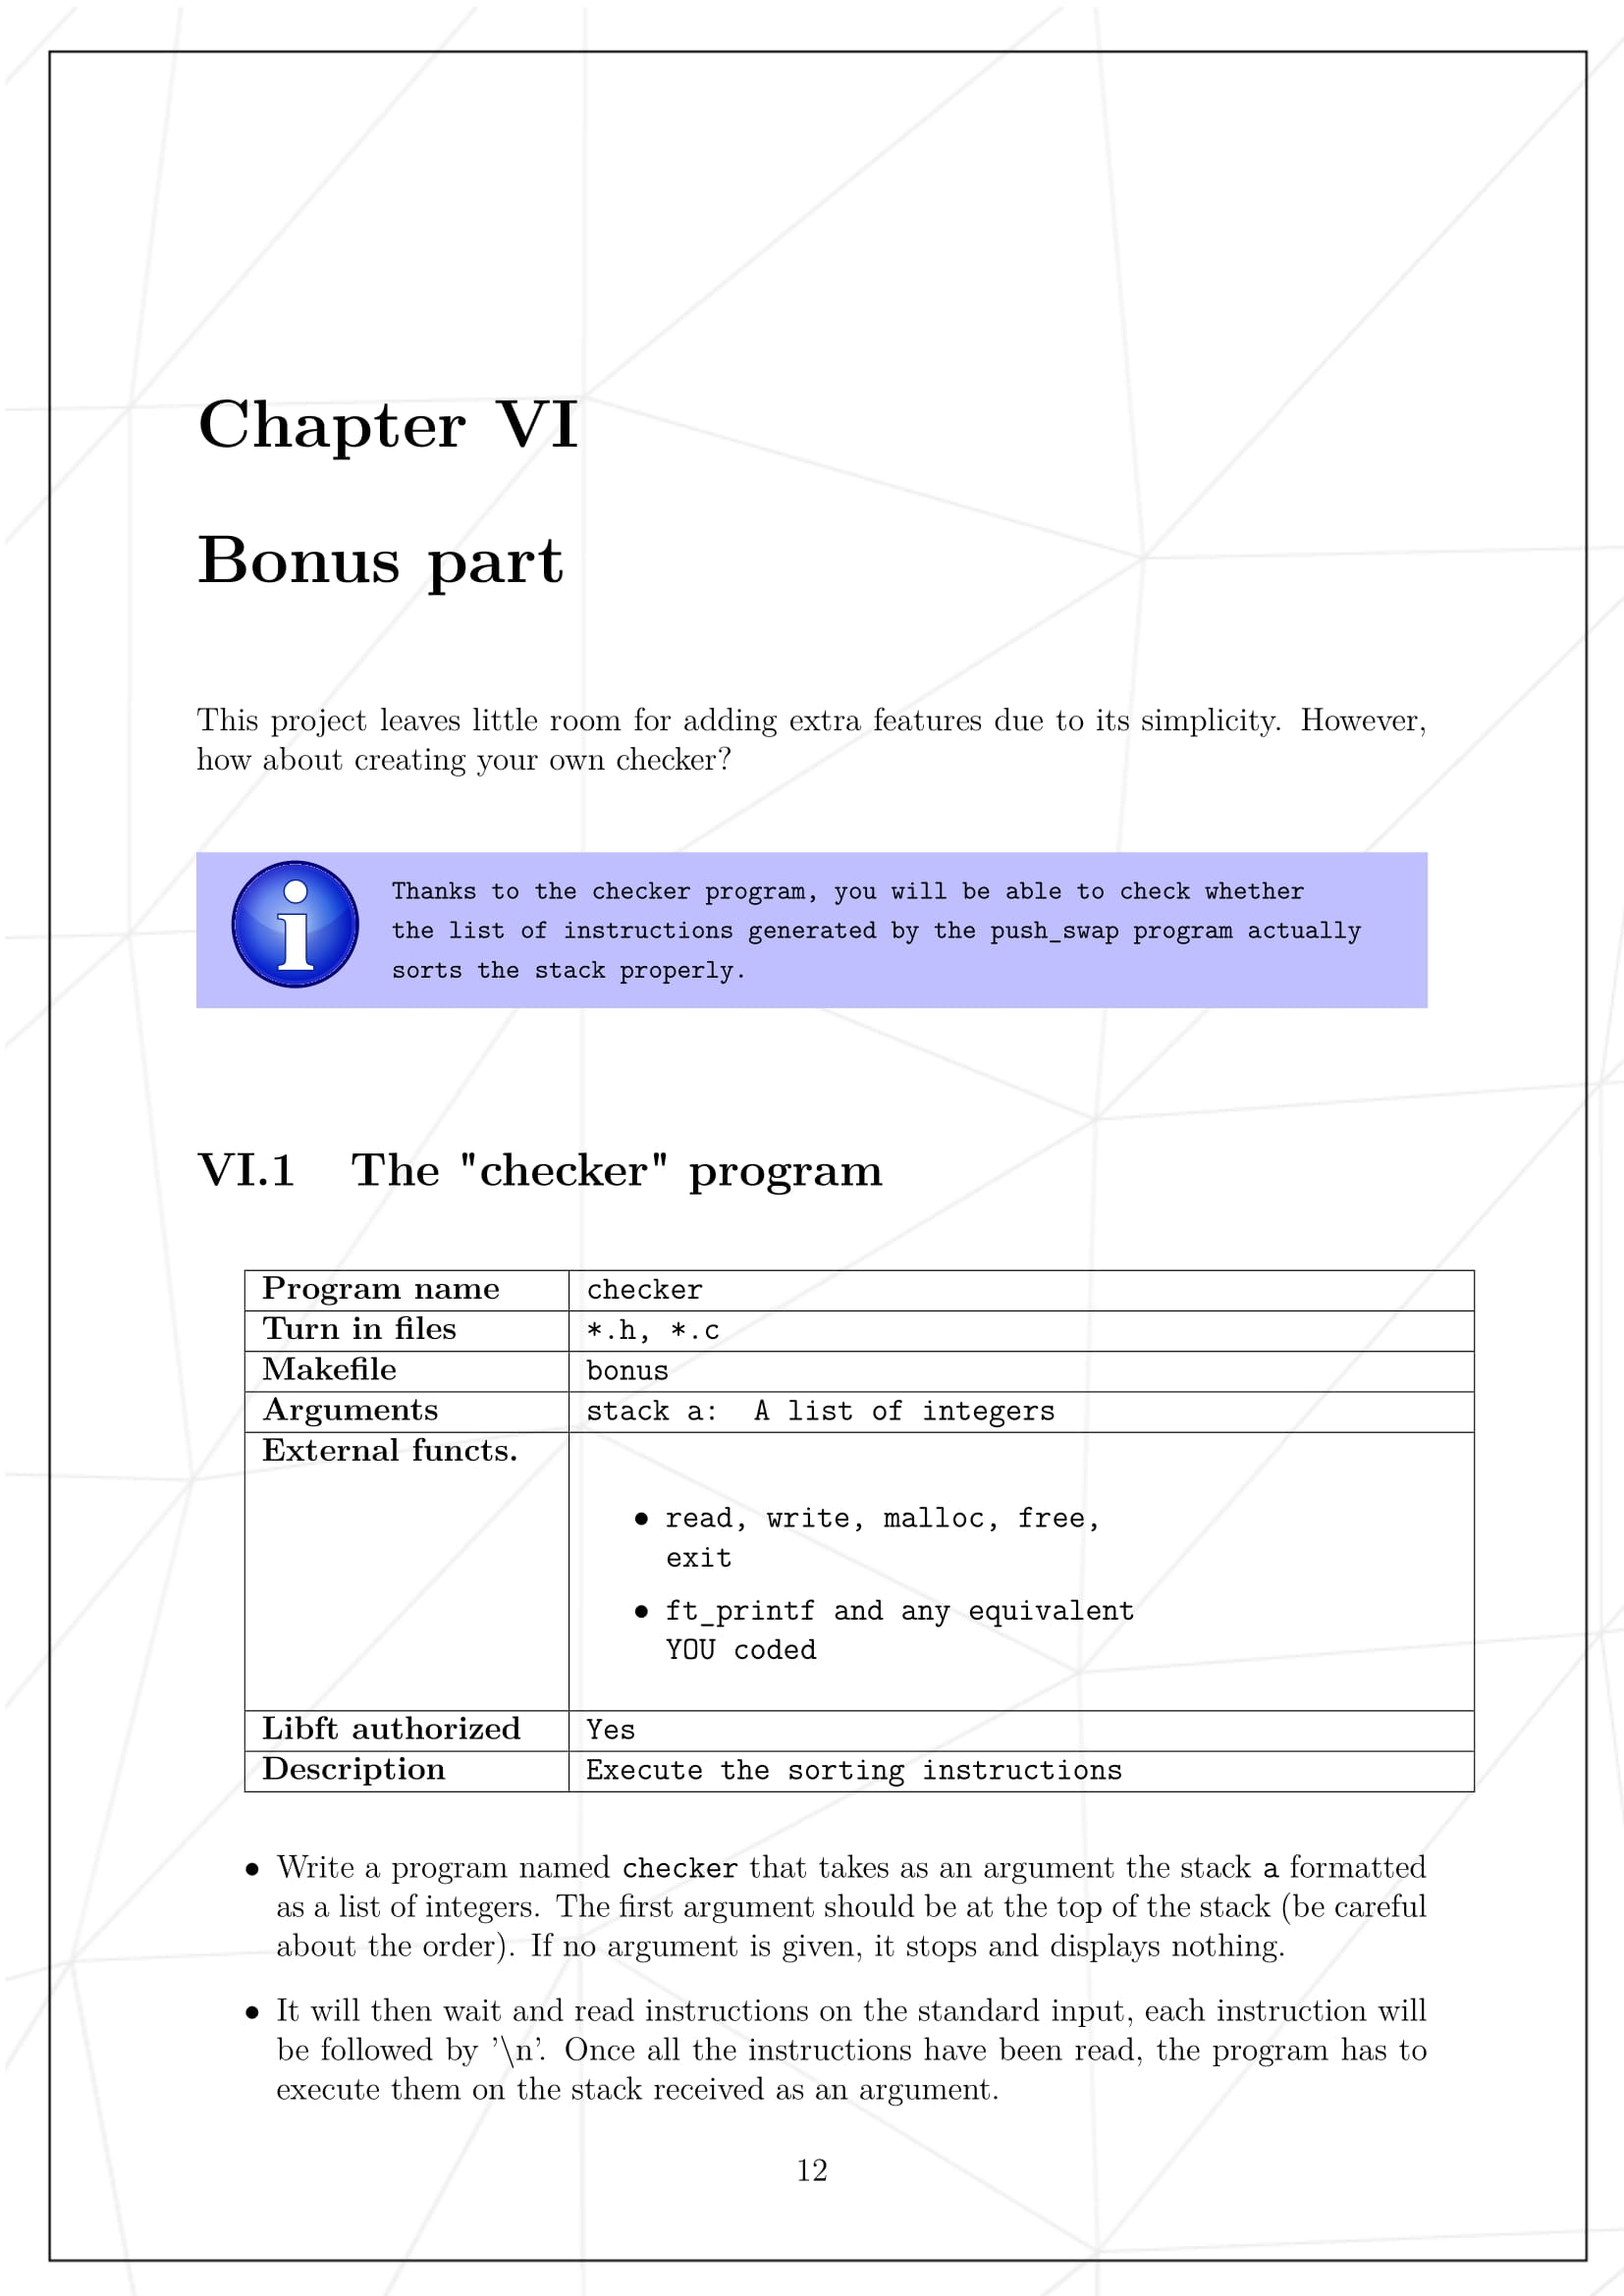 Chapter VI
Bonus part
This project leaves little room for adding extra features due to its simplicity. However,
how about creating your own checker?
Thanks to the checker program, you will be able to check whether
the list of instructions generated by the push_swap program actually
sorts the stack properly.
VI.1 The "checker" program
Program name checker
Turn in files *.h, *.c
Makefile bonus
Arguments stack a: A list of integers
External functs.
• read, write, malloc, free,
exit
• ft_printf and any equivalent
YOU coded
Libft authorized Yes
Description Execute the sorting instructions
• Write a program named checker that takes as an argument the stack a formatted
as a list of integers. The first argument should be at the top of the stack (be careful
about the order). If no argument is given, it stops and displays nothing.
• It will then wait and read instructions on the standard input, each instruction will
be followed by ’\n’. Once all the instructions have been read, the program has to
execute them on the stack received as an argument.
12